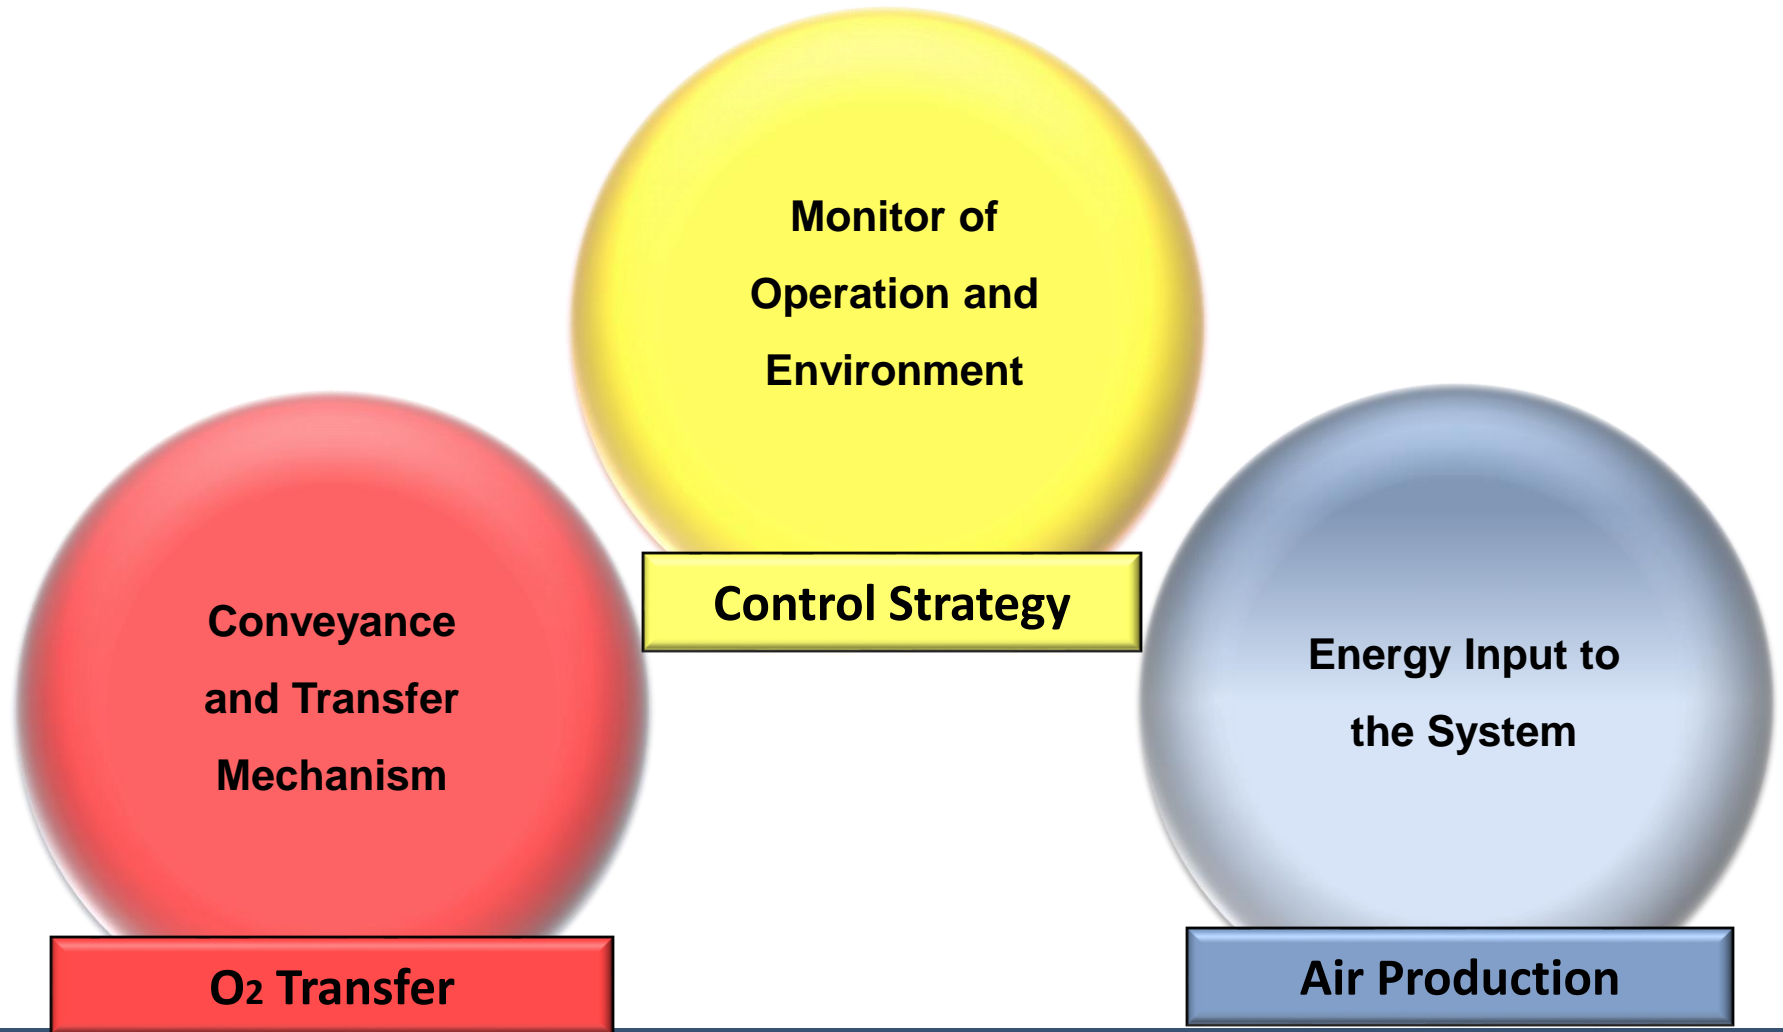 Monitor of
Operation and
Environment
Control Strategy
Conveyance
and Transfer
Mechanism
O2 Transfer
Energy Input to
the System
Air Production